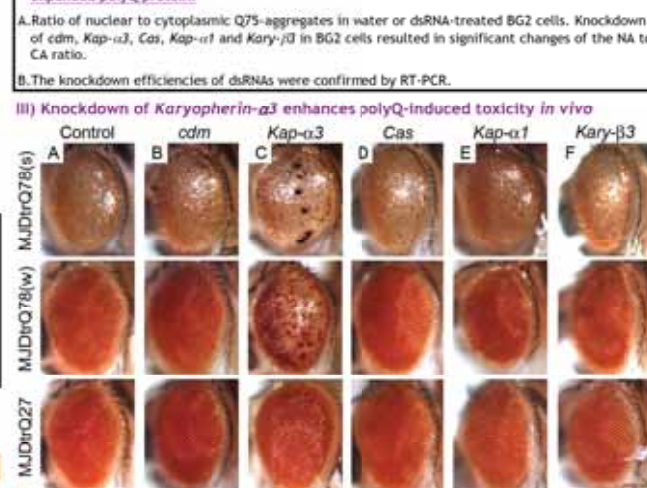 A.Ratio of nuclear to cytoplasmic Q75-aggregates in water or dsRNA-treated BG2 cells. Knockdown
of cdm, Kap-α3, Cas, Kap-α1 and Kary-β3 in BG2 cells resulted in significant changes of the NA to
CA ratio.
B.The knockdown efficiencies of dsRNAs were confirmed by RT-PCR.
III) Knockdown of Karyopherin-α3 enhances polyQ-induced toxicity in vivo
Control cdm Kap-α3 Cas Kap-α1 Kary-β3
A B C D E F
MJDtrQ78(s)
MJDtrQ78(w)
MJDtrQ27